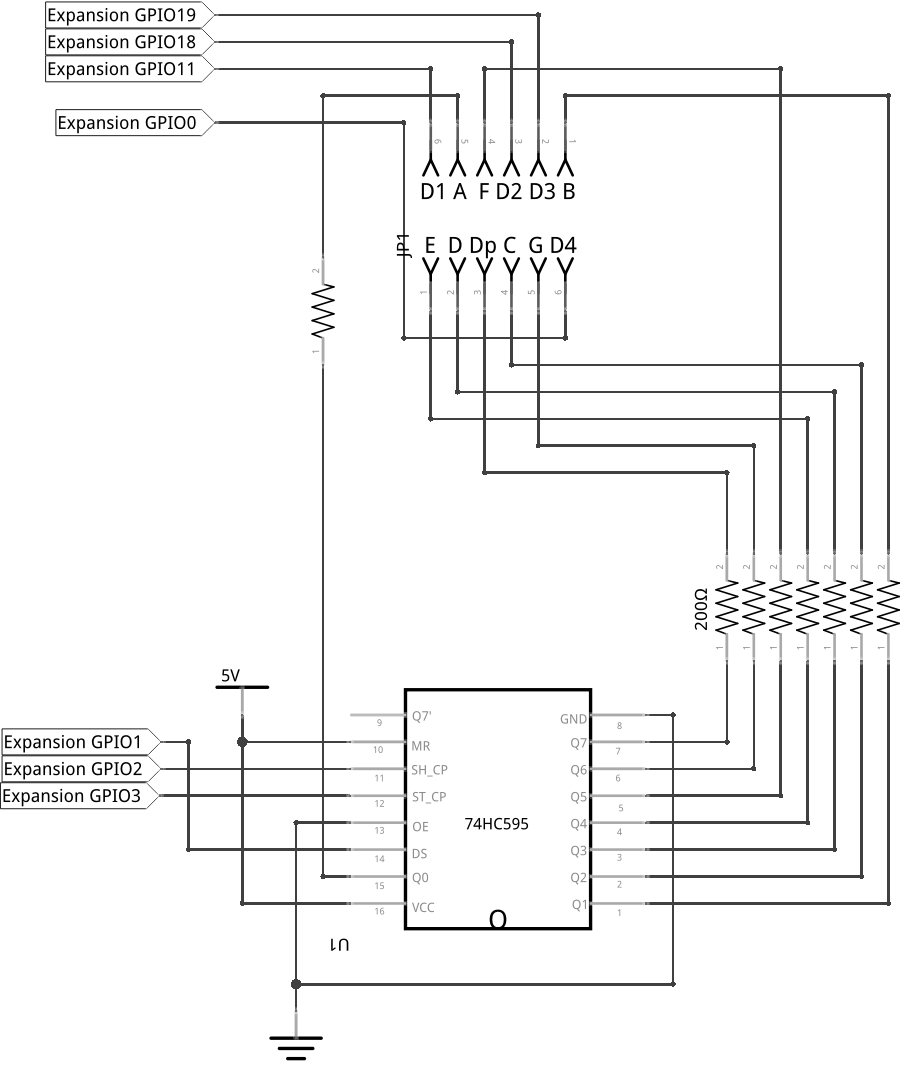 Expansion GPIO19
Expansion GPIO18
Expansion GPIO11
Expansion GPIO0
6 5 4 3 2 1
D1 A F D2 D3 B
JP1
E D Dp C G D4
1 2 3 4 5 6
2
1
2 2 2 2 2 2 2
200Ω
1 1 1 1 1 1 1
5V
Expansion GPIO1
Expansion GPIO2
Expansion GPIO3
9 Q7' GND 8
10 MR Q7 7
11 SH_CP Q6 6
12 ST_CP Q5 5
13 OE 74HC595 Q4 4
14 DS Q3 3
15 Q0 Q2 2
16 VCC Q1 1
U1